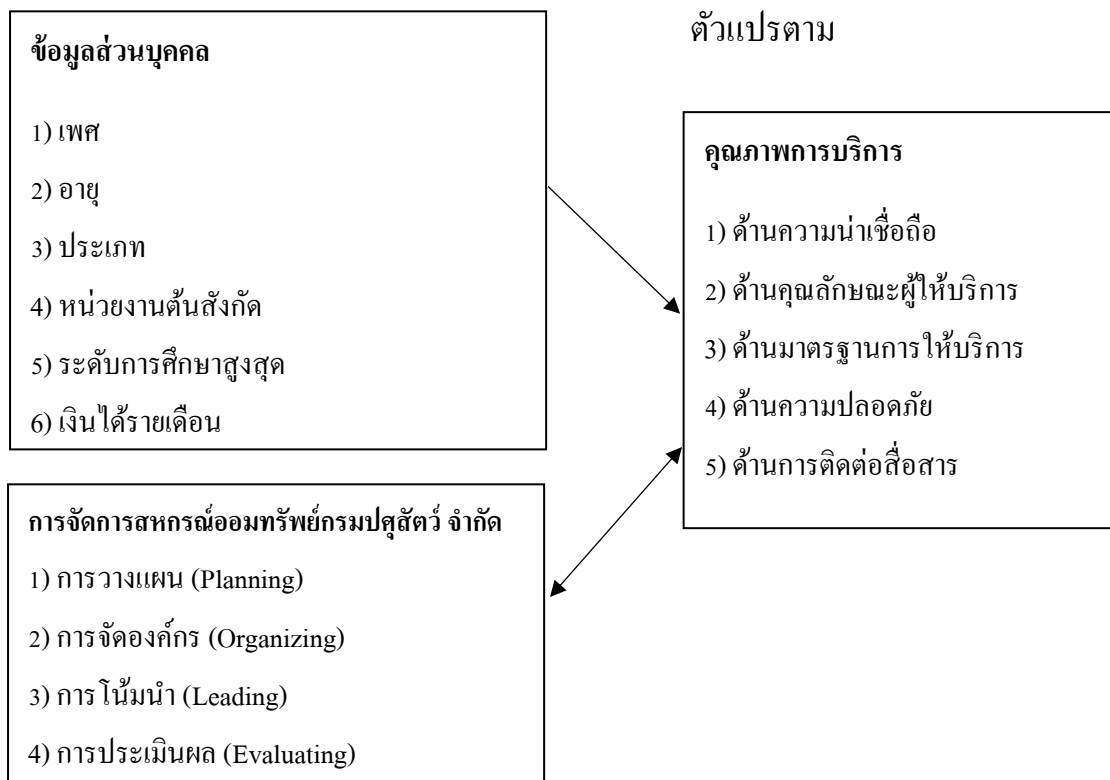 ตัวแปรตาม
ข้อมูลส่วนบุคคล
1) เพศ
2) อายุ
3) ประเภท
4) หน่วยงานต้นสังกัด
5) ระดับการศึกษาสูงสุด
6) เงินได้รายเดือน
คุณภาพการบริการ
1) ด้านความน่าเชื่อถือ
2) ด้านคุณลักษณะผู้ให้บริการ
3) ด้านมาตรฐานการให้บริการ
4) ด้านความปลอดภัย
5) ด้านการติดต่อสื่อสาร
การจัดการสหกรณ์ออมทรัพย์กรมปศุสัตว์ จำกัด
1) การวางแผน (Planning)
2) การจัดองค์กร (Organizing)
3) การโน้มนำ (Leading)
4) การประเมินผล (Evaluating)